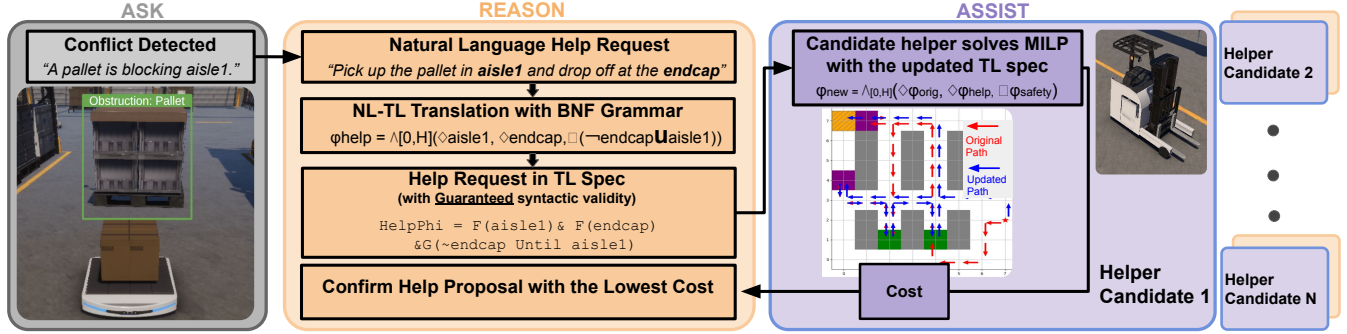 ASK
REASON
ASSIST
Conflict Detected
“A pallet is blocking aisle1.”
Obstruction: Pallet
Natural Language Help Request
“Pick up the pallet in aisle1 and drop off at the endcap”
NL-TL Translation with BNF Grammar
φhelp = ∧[0,H](◇aisle1, ◇endcap,□(¬endcapUaisle1))
Help Request in TL Spec
(with Guaranteed syntactic validity)
HelpPhi = F(aisle1)& F(endcap)
&G(~endcap Until aisle1)
Confirm Help Proposal with the Lowest Cost
Candidate helper solves MILP
with the updated TL spec
φnew = ∧[0,H](◇φorig, ◇φhelp, □φsafety)
Original
Path
Updated
Path
Cost
Helper
Candidate 1
Helper
Candidate 2
Helper
Candidate N